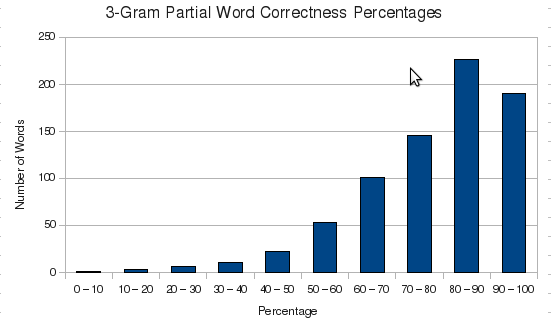 3-Gram Partial Word Correctness Percentages
250
200
150
100
50
0
Number of Words
0 – 10 10 – 20 20 – 30 30 – 40 40 – 50 50 – 60 60 – 70 70 – 80 80 – 90 90 – 100
Percentage